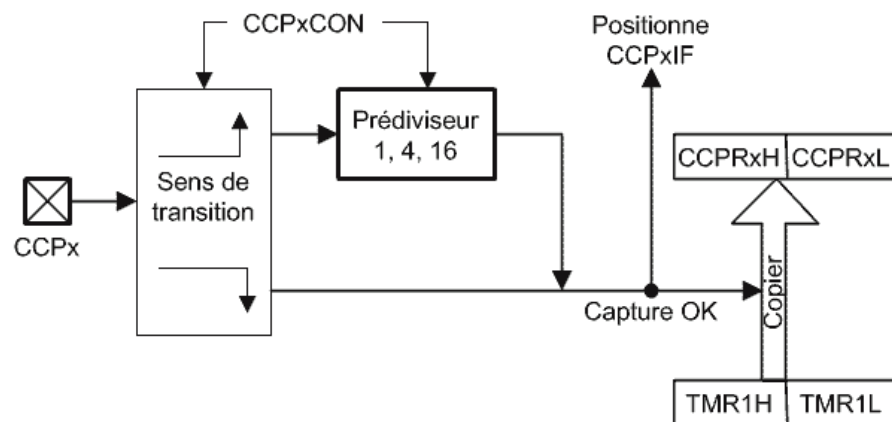 CCPxCON
Positionne
CCPxIF
Prédiviseur
1, 4, 16
CCPRxH
CCPRxL
Sens de
transition
CCPx
Copier
Capture OK
TMR1H
TMR1L